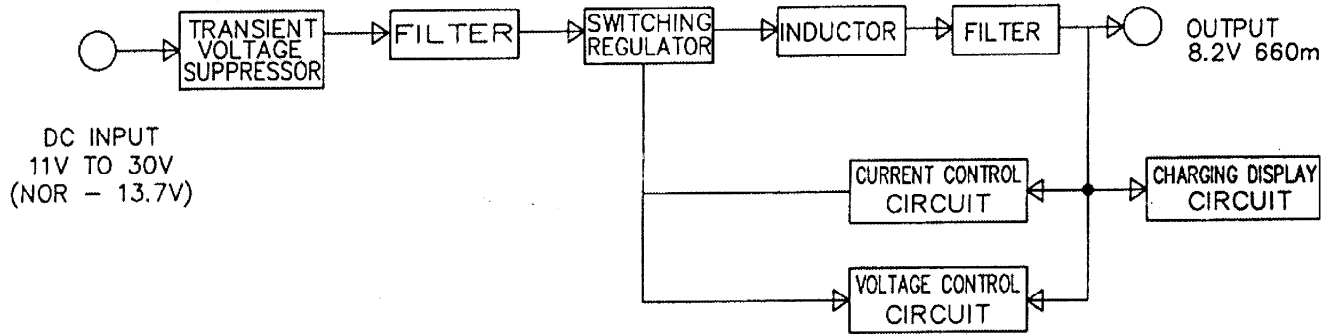 TRANSIENT
VOLTAGE
SUPPRESSOR
FILTER
SWITCHING
REGULATOR
INDUCTOR
FILTER
OUTPUT
8.2V 660m
DC INPUT
11V TO 30V
(NOR – 13.7V)
CURRENT CONTROL
CIRCUIT
CHARGING DISPLAY
CIRCUIT
VOLTAGE CONTROL
CIRCUIT